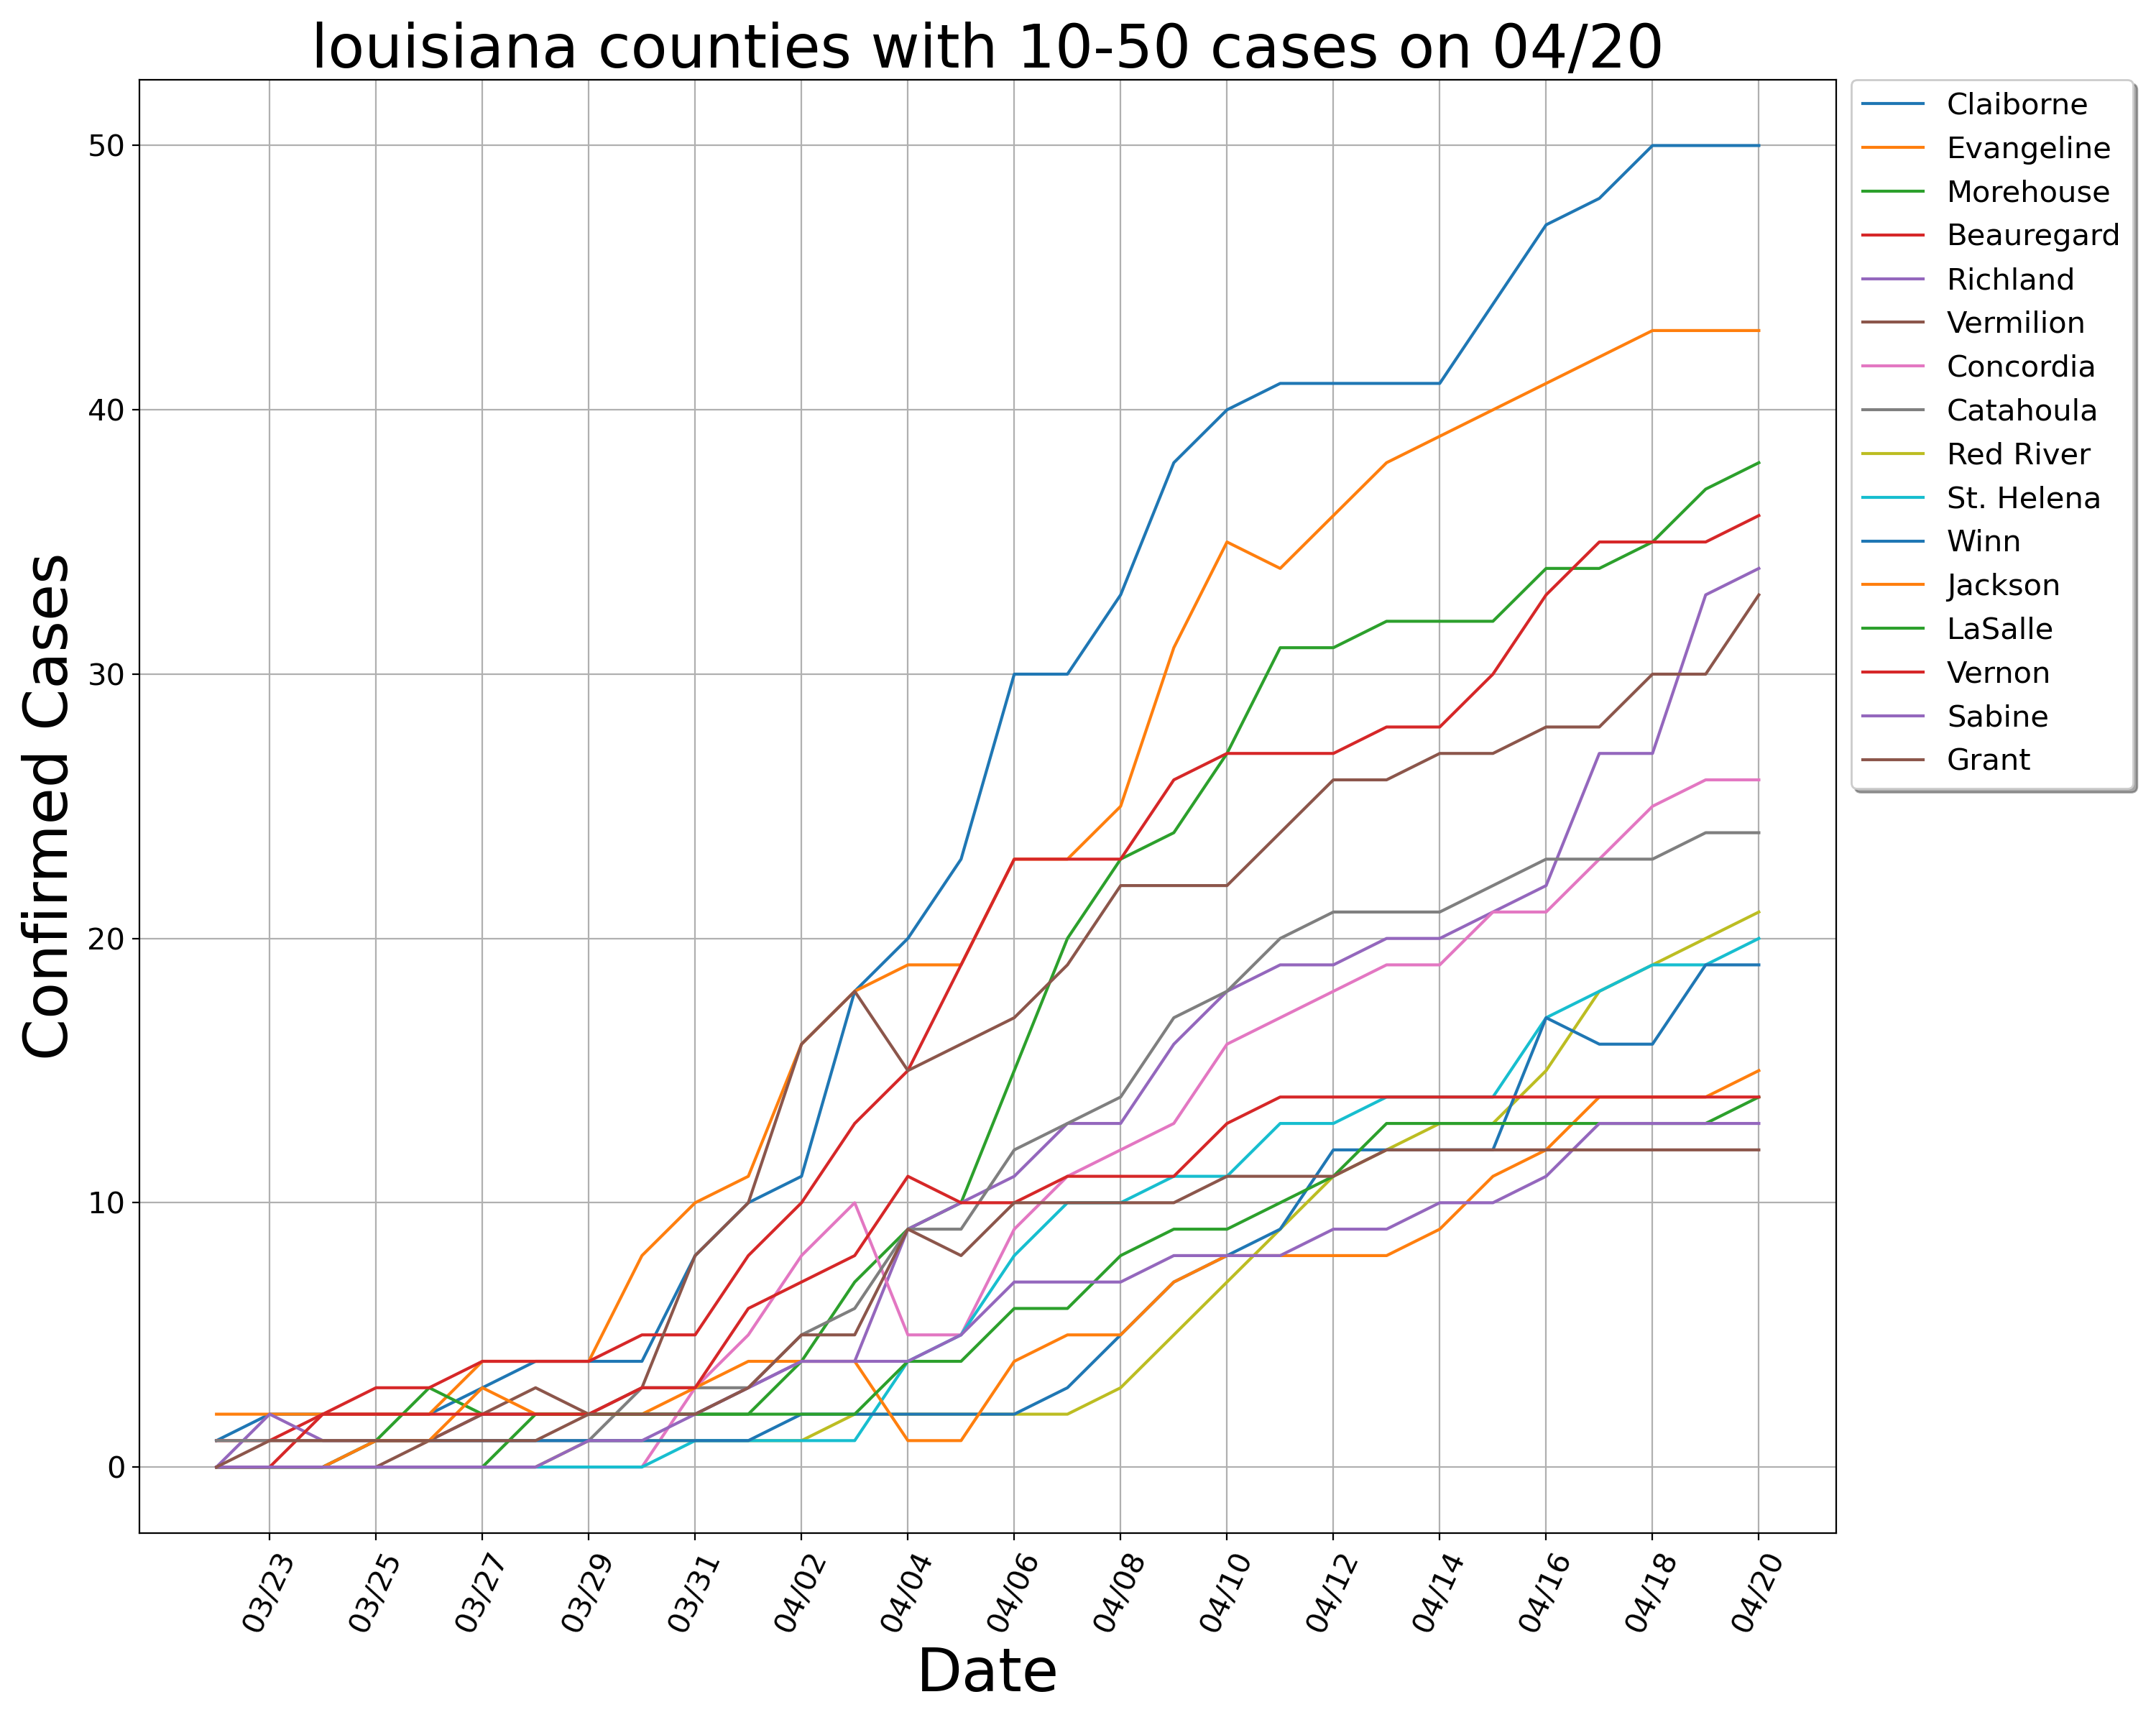 louisiana counties with 10-50 cases on 04/20
Confirmed Cases
50
40
30
20
10
0
03/23
03/25
03/27
03/29
03/31
04/02
04/04
04/06
04/08
04/10
04/12
04/14
04/16
04/18
04/20
Date
Claiborne
Evangeline
Morehouse
Beauregard
Richland
Vermilion
Concordia
Catahoula
Red River
St. Helena
Winn
Jackson
LaSalle
Vernon
Sabine
Grant